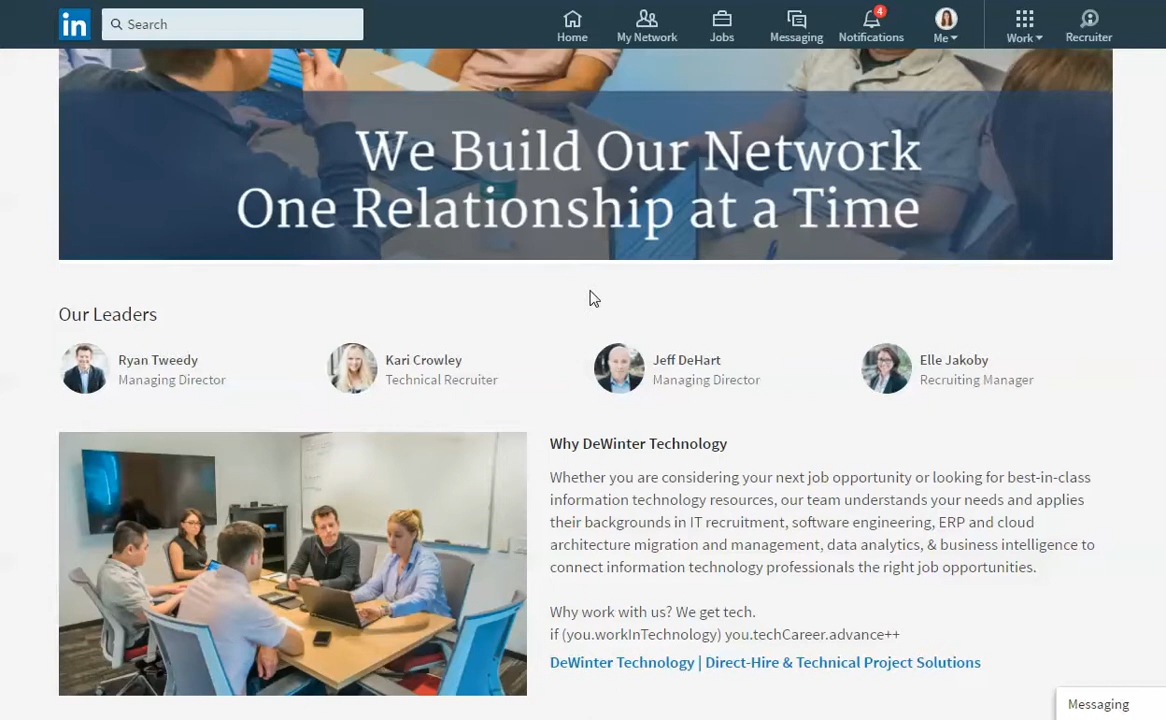 in Search
4
Home My Network Jobs Messaging Notifications Me Work Recruiter
We Build Our Network
One Relationship at a Time
Our Leaders
Ryan Tweedy
Managing Director
Kari Crowley
Technical Recruiter
Jeff DeHart
Managing Director
Elle Jakoby
Recruiting Manager
Why DeWinter Technology
Whether you are considering your next job opportunity or looking for best-in-class
information technology resources, our team understands your needs and applies
their backgrounds in IT recruitment, software engineering, ERP and cloud
architecture migration and management, data analytics, & business intelligence to
connect information technology professionals the right job opportunities.
Why work with us? We get tech.
if (you.workInTechnology) you.techCareer.advance++
DeWinter Technology | Direct-Hire & Technical Project Solutions
Messaging